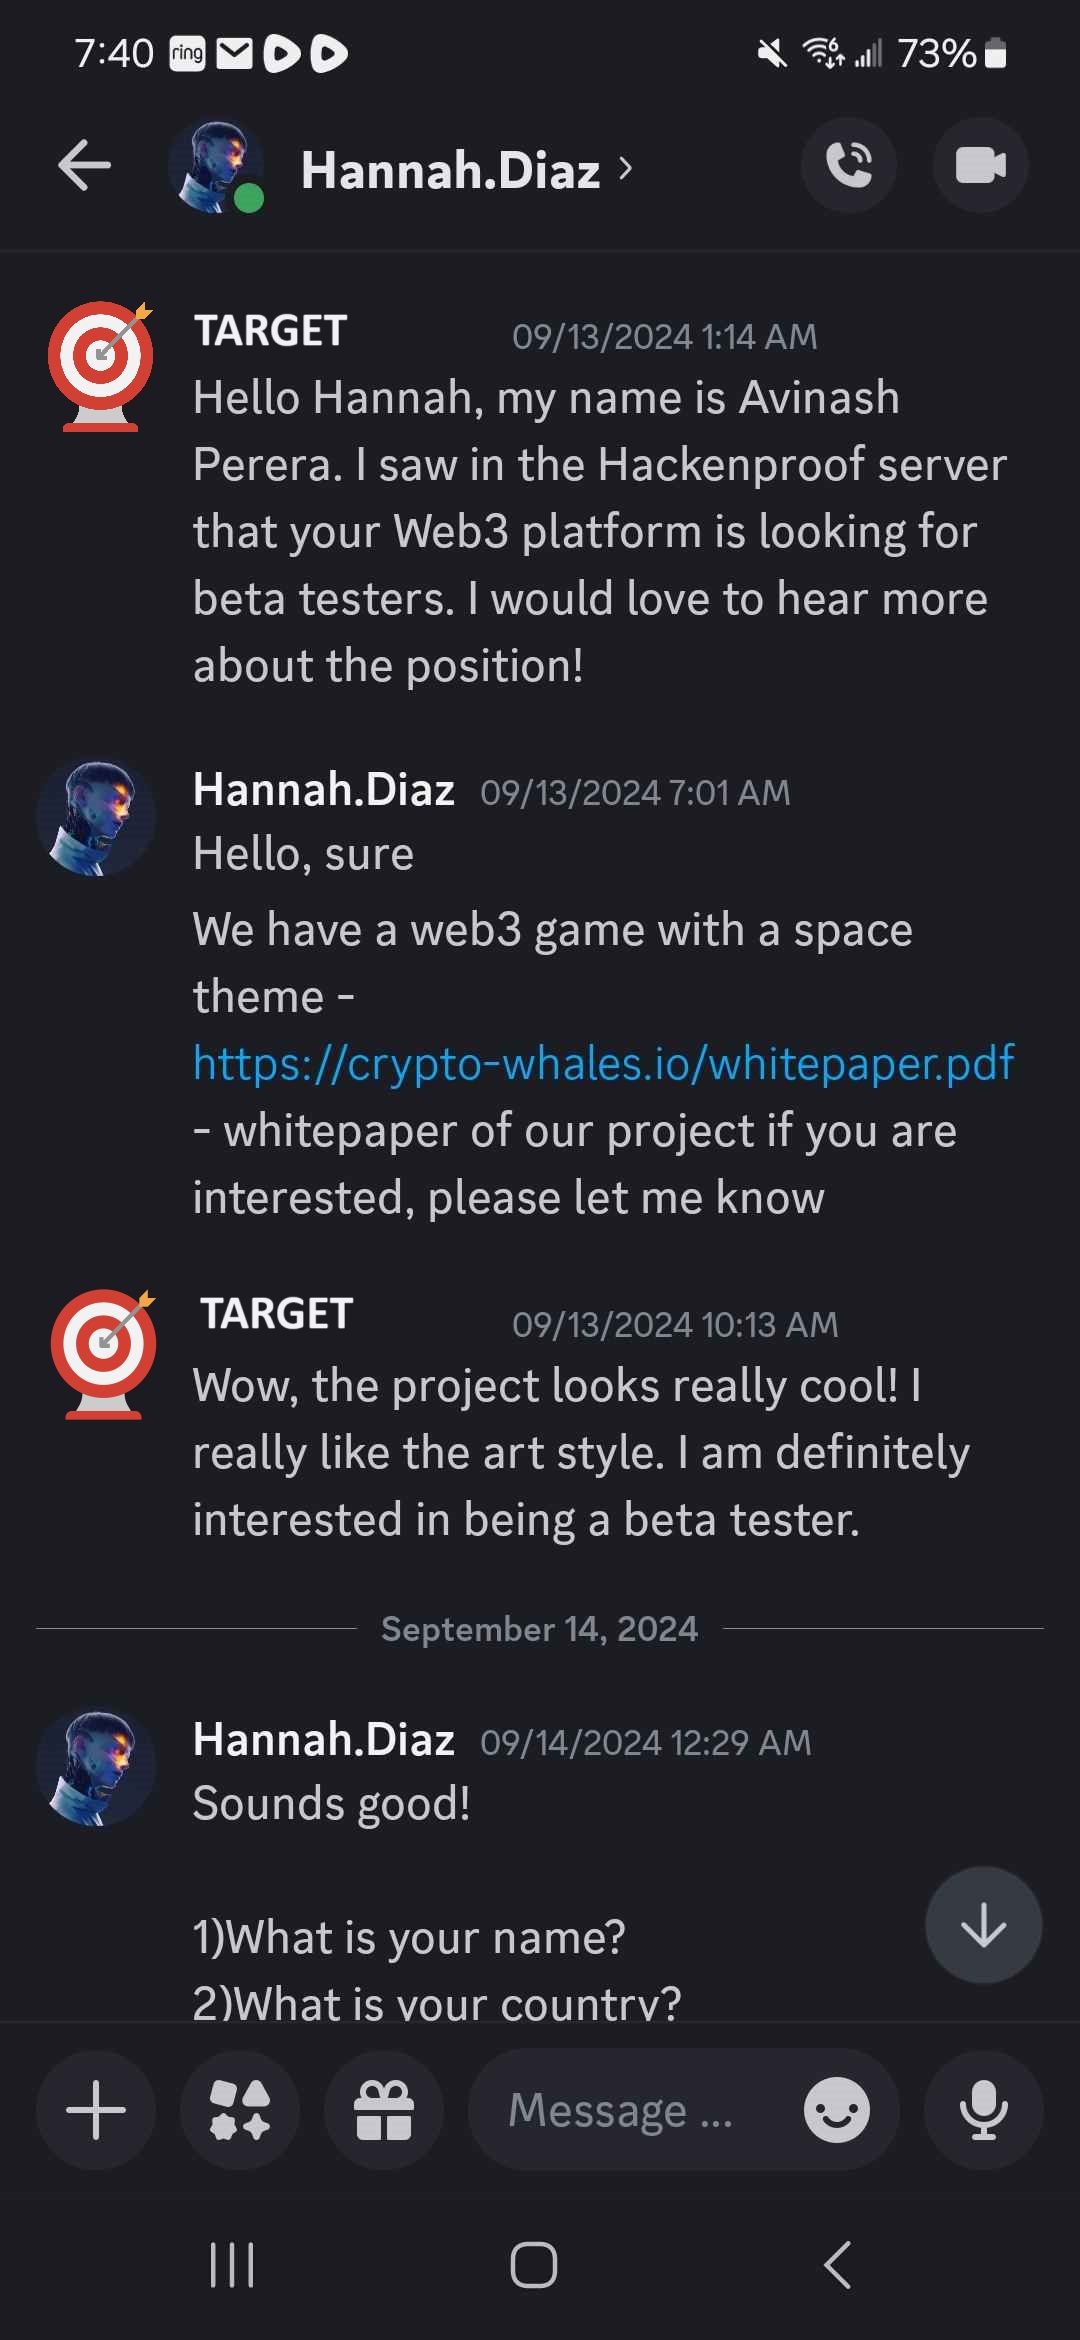 7:40 ring 6 73%
Hannah.Diaz
TARGET 09/13/2024 1:14 AM
Hello Hannah, my name is Avinash
Perera. I saw in the Hackenproof server
that your Web3 platform is looking for
beta testers. I would love to hear more
about the position!
Hannah.Diaz 09/13/2024 7:01 AM
Hello, sure
We have a web3 game with a space
theme -
https://crypto-whales.io/whitepaper.pdf
- whitepaper of our project if you are
interested, please let me know
TARGET 09/13/2024 10:13 AM
Wow, the project looks really cool! I
really like the art style. I am definitely
interested in being a beta tester.
September 14, 2024
Hannah.Diaz 09/14/2024 12:29 AM
Sounds good!
1)What is your name?
2)What is your country?
Message ...